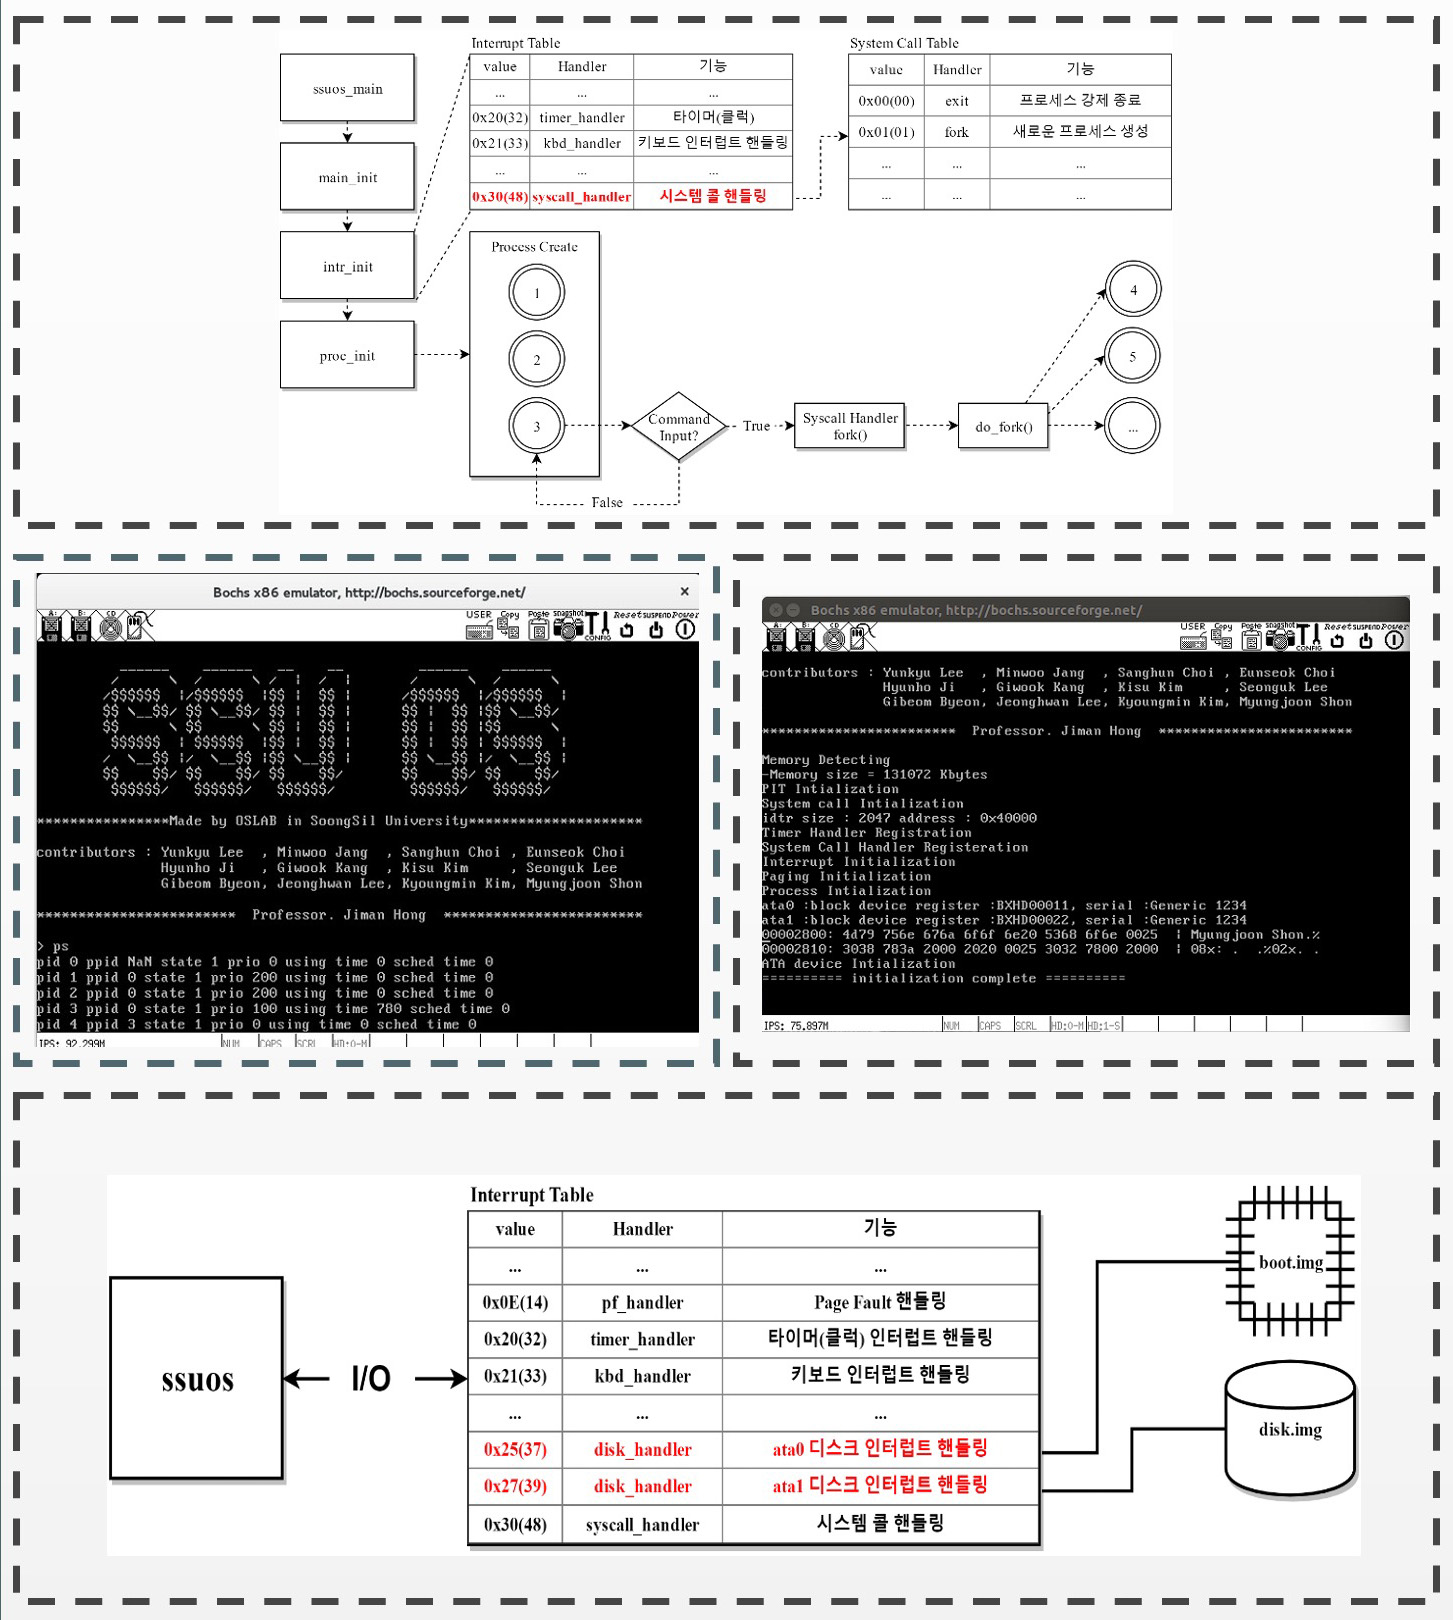 Interrupt Table
value Handler 기능
... ... ...
0x20(32) timer_handler 타이머(클럭)
0x21(33) kbd_handler 키보드 인터럽트 핸들링
... ... ...
0x30(48) syscall_handler 시스템 콜 핸들링
System Call Table
value Handler 기능
0x00(00) exit 프로세스 강제 종료
0x01(01) fork 새로운 프로세스 생성
... ... ...
... ... ...
ssuos_main
main_init
intr_init
proc_init
Process Create
1
2
3
Command
Input?
True
False
Syscall Handler
fork()
do_fork()
4
5
...
Bochs x86 emulator, http://bochs.sourceforge.net/
A: B: CD USER Copy Paste snapshot CONFIG Reset SUSPEND Power
*****************Made by OSLAB in SoongSil University******************
contributors : Yunkyu Lee , Minwoo Jang , Sanghun Choi , Eunseok Choi
Hyunho Ji , Giwook Kang , Kisu Kim , Seonguk Lee
Gibeom Byeon, Jeonghwan Lee, Kyoungmin Kim, Myungjoon Shon
************************ Professor. Jiman Hong ************************
> ps
pid 0 ppid NaN state 1 prio 0 using time 0 sched time 0
pid 1 ppid 0 state 1 prio 200 using time 0 sched time 0
pid 2 ppid 0 state 1 prio 200 using time 0 sched time 0
pid 3 ppid 0 state 1 prio 100 using time 780 sched time 0
pid 4 ppid 3 state 1 prio 0 using time 0 sched time 0
IPS: 92.299M NUM CAPS SCRL HD:0-M
Bochs x86 emulator, http://bochs.sourceforge.net/
A: B: CD USER Copy Paste snapshot CONFIG Reset SUSPEND Power
contributors : Yunkyu Lee , Minwoo Jang , Sanghun Choi , Eunseok Choi
Hyunho Ji , Giwook Kang , Kisu Kim , Seonguk Lee
Gibeom Byeon, Jeonghwan Lee, Kyoungmin Kim, Myungjoon Shon
************************ Professor. Jiman Hong ************************
Memory Detecting
-Memory size = 131072 Kbytes
PIT Intialization
System call Intialization
idtr size : 2047 address : 0x40000
Timer Handler Registration
System Call Handler Registeration
Interrupt Initialization
Paging Initialization
Process Intialization
ata0 :block device register :BXHD00011, serial :Generic 1234
ata1 :block device register :BXHD00022, serial :Generic 1234
00002800: 4d79 756e 676a 6f6f 6e20 5368 6f6e 0025 ¦ Myungjoon Shon.%
00002810: 3038 783a 2000 2020 0025 3032 7800 2000 ¦ 08x: . .%02x. .
ATA device Intialization
========== initialization complete ==========
IPS: 75.897M NUM CAPS SCRL HD:0-M HD:1-S
Interrupt Table
value Handler 기능
... ... ...
0x0E(14) pf_handler Page Fault 핸들링
0x20(32) timer_handler 타이머(클럭) 인터럽트 핸들링
0x21(33) kbd_handler 키보드 인터럽트 핸들링
... ... ...
0x25(37) disk_handler ata0 디스크 인터럽트 핸들링
0x27(39) disk_handler ata1 디스크 인터럽트 핸들링
0x30(48) syscall_handler 시스템 콜 핸들링
ssuos
I/O
boot.img
disk.img